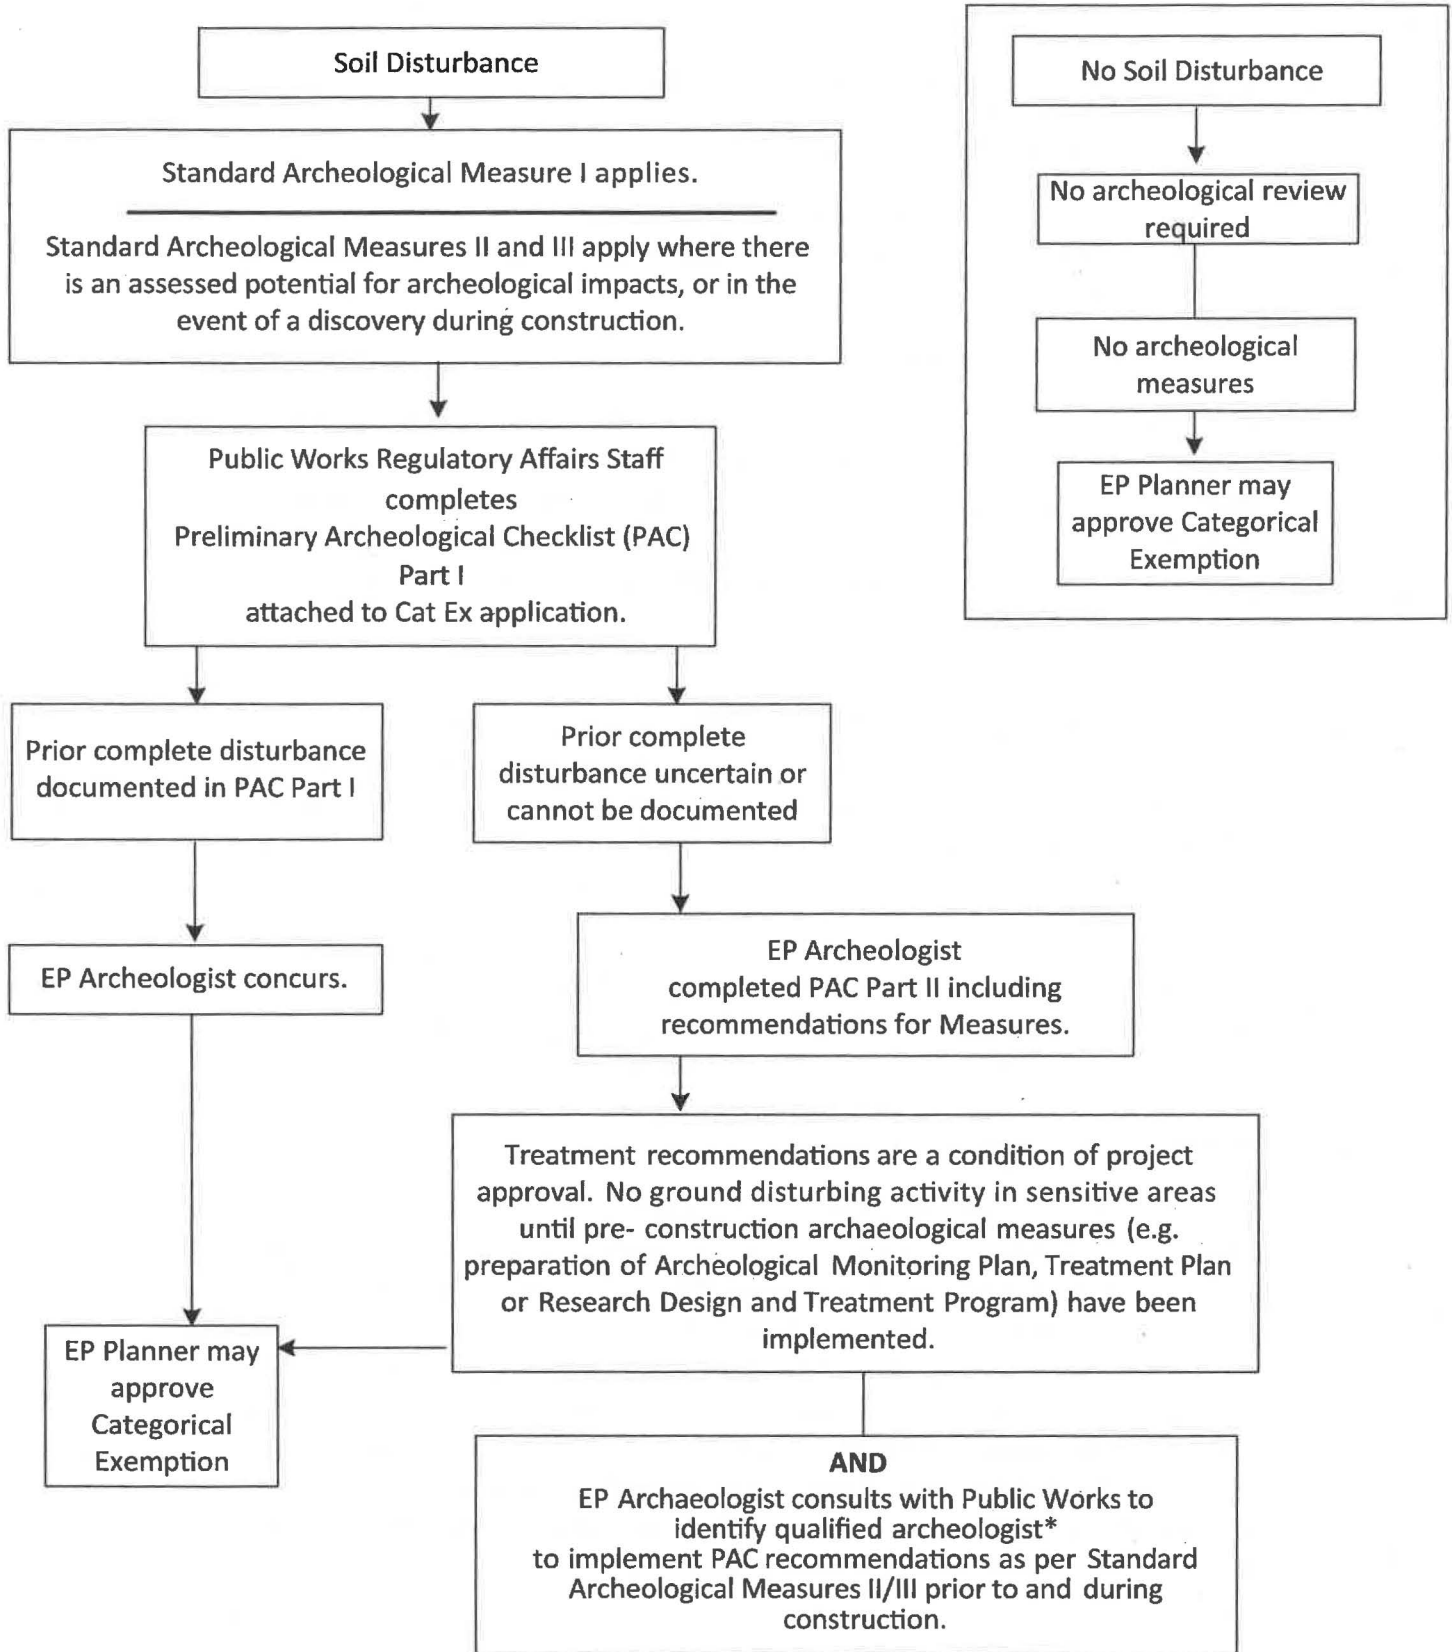 Soil Disturbance
Standard Archeological Measure I applies.
Standard Archeological Measures II and III apply where there
is an assessed potential for archeological impacts, or in the
event of a discovery during construction.
Public Works Regulatory Affairs Staff
completes
Preliminary Archeological Checklist (PAC)
Part I
attached to Cat Ex application.
Prior complete disturbance
documented in PAC Part I
Prior complete
disturbance uncertain or
cannot be documented
EP Archeologist concurs.
EP Archeologist
completed PAC Part II including
recommendations for Measures.
Treatment recommendations are a condition of project
approval. No ground disturbing activity in sensitive areas
until pre- construction archaeological measures (e.g.
preparation of Archeological Monitoring Plan, Treatment Plan
or Research Design and Treatment Program) have been
implemented.
EP Planner may
approve
Categorical
Exemption
AND
EP Archaeologist consults with Public Works to
identify qualified archeologist*
to implement PAC recommendations as per Standard
Archeological Measures II/III prior to and during
construction.
No Soil Disturbance
No archeological review
required
No archeological
measures
EP Planner may
approve Categorical
Exemption